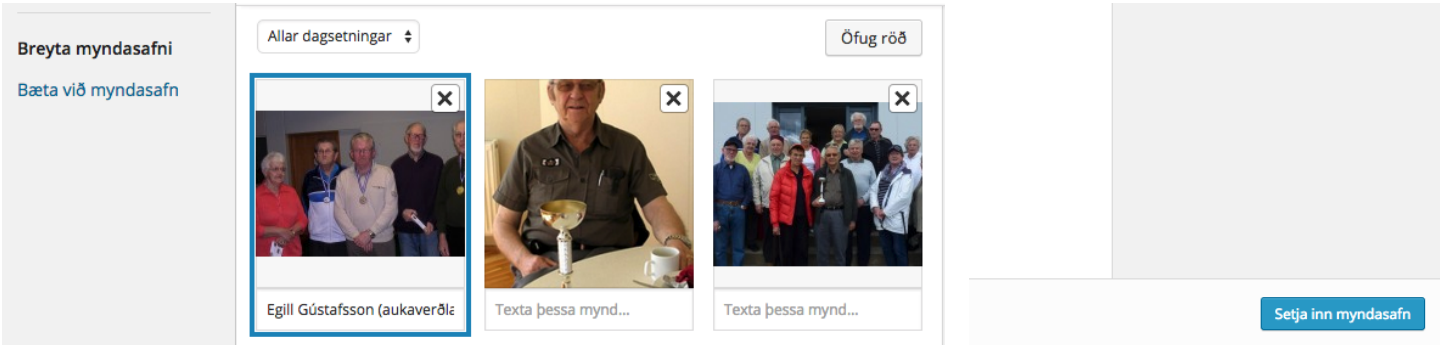 Breyta myndasafni
Bæta við myndasafn
Allar dagsetningar
Öfug röð
Egill Gústafsson (aukaverðla
Texta þessa mynd...
Texta þessa mynd...
Setja inn myndasafn